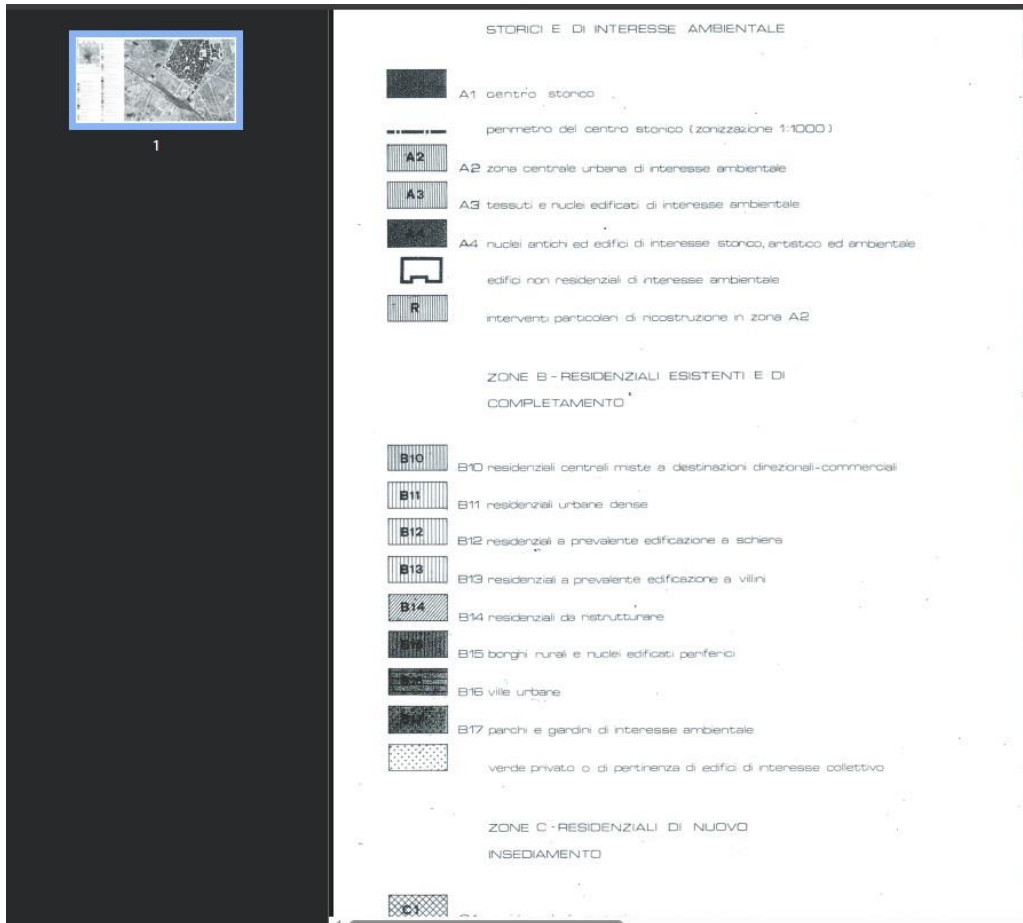 1
STORICI E DI INTERESSE AMBIENTALE
A1 centro storico
perimetro del centro storico (zonizzazione 1:1000)
A2
A2 zona centrale urbana di interesse ambientale
A3
A3 tessuti e nuclei edificati di interesse ambientale
A4
A4 nuclei antichi ed edifici di interesse storico, artistico ed ambientale
edifici non residenziali di interesse ambientale
R
interventi particolari di ricostruzione in zona A2
ZONE B - RESIDENZIALI ESISTENTI E DI
COMPLETAMENTO
B10
B10 residenziali centrali miste a destinazioni direzionali-commerciali
B11
B11 residenziali urbane dense
B12
B12 residenziali a prevalente edificazione a schiera
B13
B13 residenziali a prevalente edificazione a villini
B14
B14 residenziali da ristrutturare
B15 borghi rurali e nuclei edificati periferici
B16 ville urbane
B17
B17 parchi e giardini di interesse ambientale
verde privato o di pertinenza di edifici di interesse collettivo
ZONE C - RESIDENZIALI DI NUOVO
INSEDIAMENTO
C1